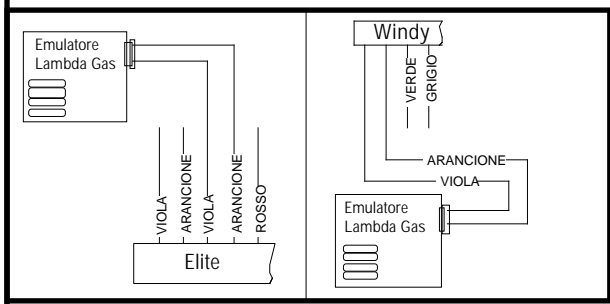 Emulatore
Lambda Gas
VIOLA
ARANCIONE
VIOLA
ARANCIONE
ROSSO
Elite
Windy
VERDE
GRIGIO
ARANCIONE
VIOLA
Emulatore
Lambda Gas